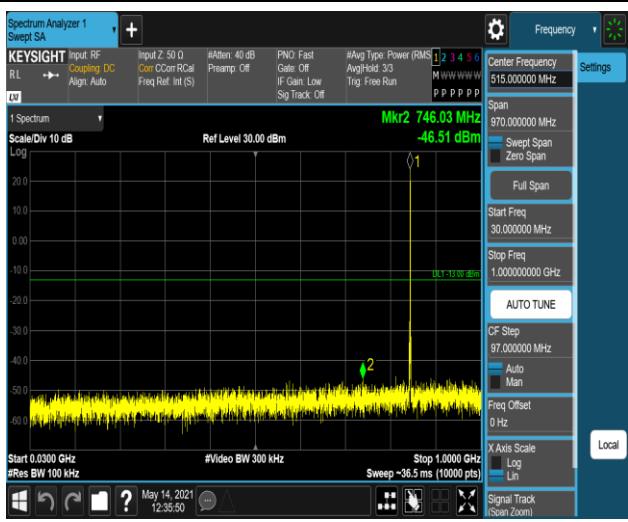 Spectrum Analyzer 1
Swept SA
Frequency
KEYSIGHT
RL
LXI
Input: RF
Coupling: DC
Align: Auto
Input Z: 50 Ω
Corr CCorr RCal
Freq Ref: Int (S)
#Atten: 40 dB
Preamp: Off
PNO: Fast
Gate: Off
IF Gain: Low
Sig Track: Off
#Avg Type: Power (RMS
Avg|Hold: 3/3
Trig: Free Run
1 2 3 4 5 6
M W W W W W
P P P P P P
Center Frequency
515.000000 MHz
Settings
Span
970.000000 MHz
Swept Span
Zero Span
Full Span
Start Freq
30.000000 MHz
Stop Freq
1.000000000 GHz
AUTO TUNE
CF Step
97.000000 MHz
Auto
Man
Freq Offset
0 Hz
X Axis Scale
Log
Lin
Local
Signal Track
(Span Zoom)
1 Spectrum
Mkr2 746.03 MHz
Scale/Div 10 dB
Ref Level 30.00 dBm
-46.51 dBm
Log
1
20.0
10.0
0.00
-10.0
DL1 -13.00 dBm
-20.0
-30.0
-40.0
2
-50.0
-60.0
Start 0.0300 GHz
#Video BW 300 kHz
Stop 1.0000 GHz
#Res BW 100 kHz
Sweep ~36.5 ms (10000 pts)
?
May 14, 2021
12:35:50